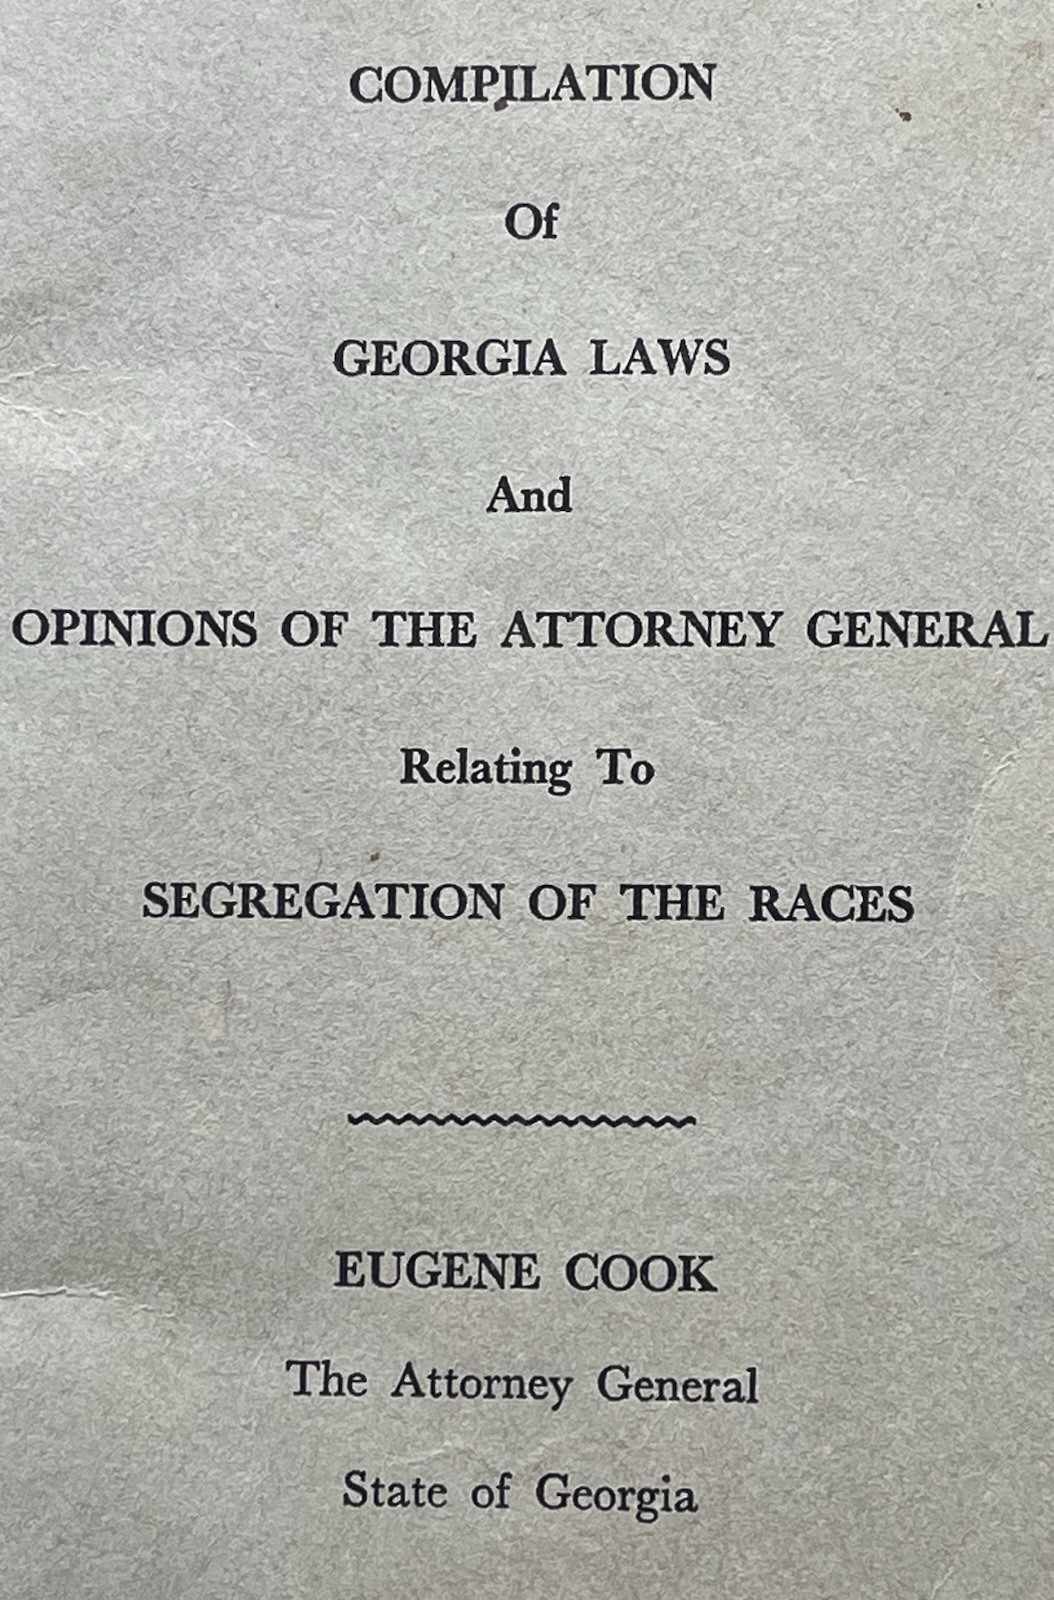 COMPILATION
Of
GEORGIA LAWS
And
OPINIONS OF THE ATTORNEY GENERAL
Relating To
SEGREGATION OF THE RACES
EUGENE COOK
The Attorney General
State of Georgia